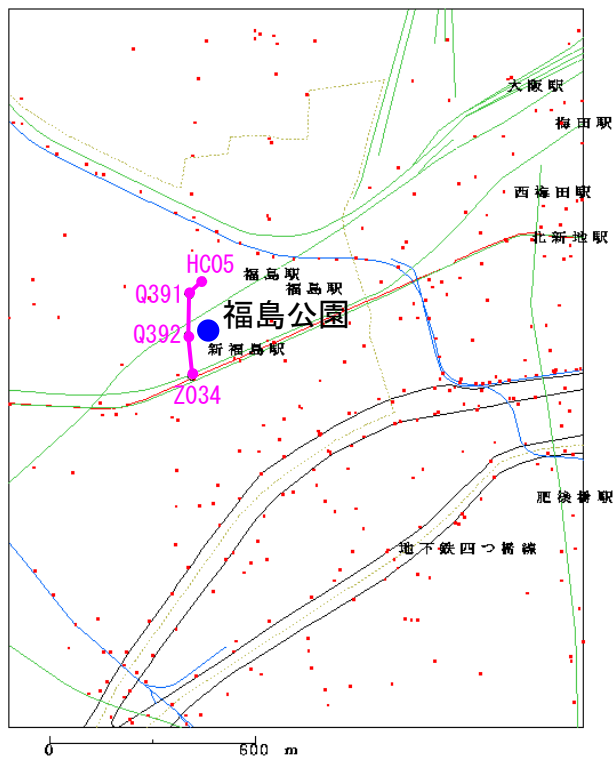 大阪駅
梅田駅
西梅田駅
北新地駅
HC05
福島駅
Q391
福島駅
福島公園
Q392
新福島駅
Z034
肥後橋駅
地下鉄四つ橋線
0 600 m